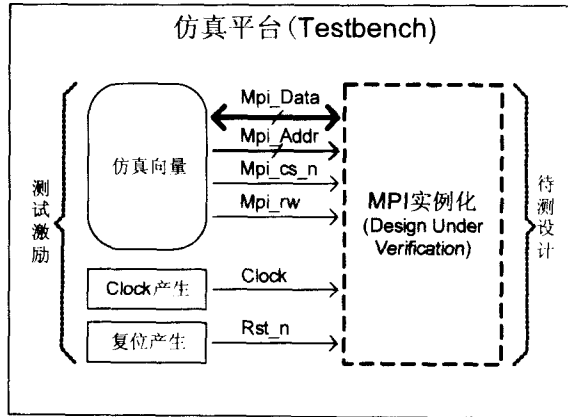 仿真平台(Testbench)
测试激励
仿真向量
Mpi_Data
Mpi_Addr
Mpi_cs_n
Mpi_rw
Clock产生
Clock
复位产生
Rst_n
MPI实例化
(Design Under
Verification)
待测设计